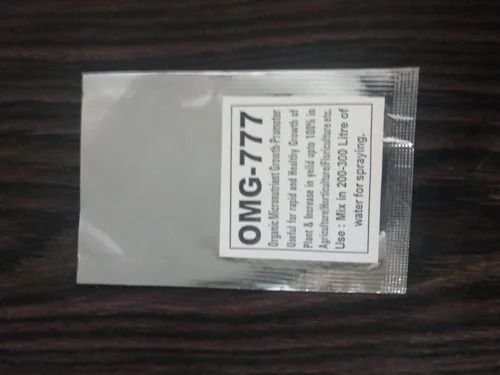 OMG-777
Organic Micronutrient Growth Promoter
Useful for rapid and Healthy Growth of
Plant & Increase in yeild upto 100% in
Agriculture/Horticulture/Floriculture etc.
Use : Mix in 200-300 Litre of
water for spraying.